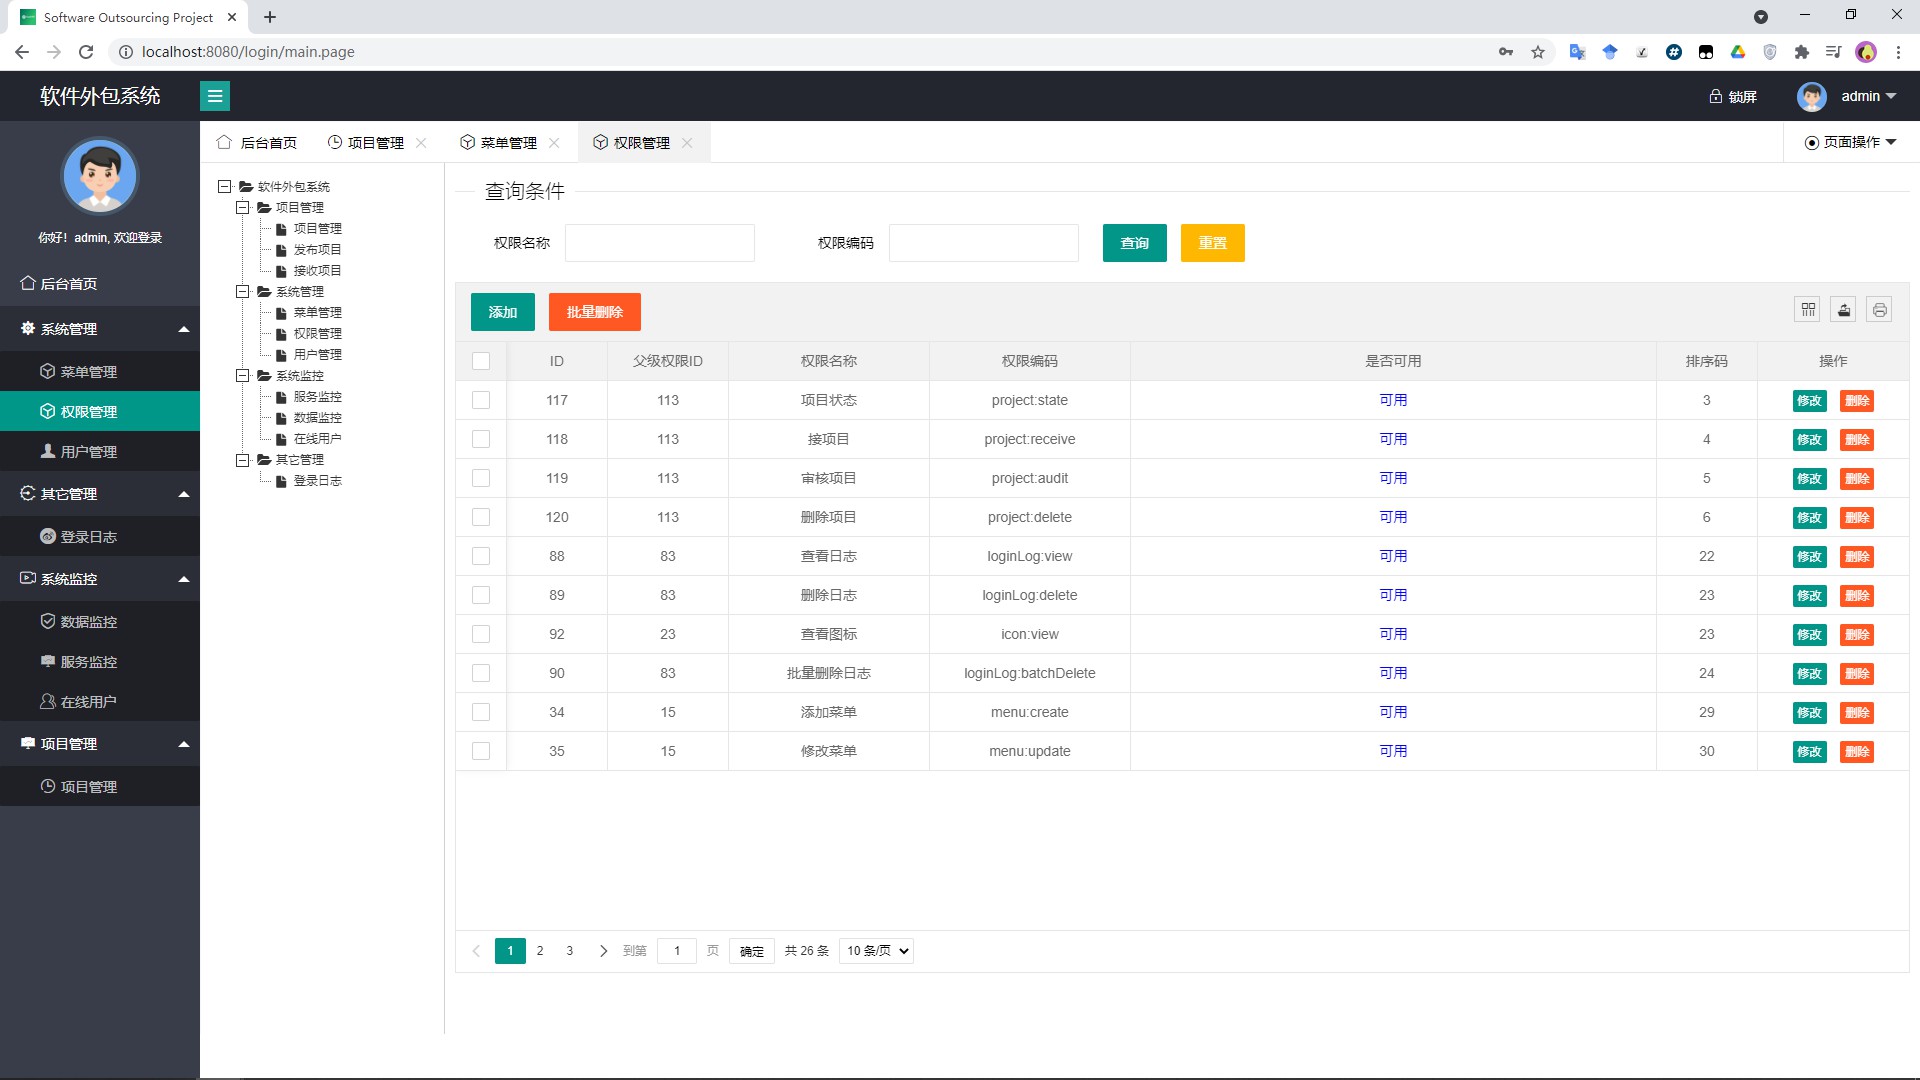 Software Outsourcing Project
localhost:8080/login/main.page
软件外包系统
锁屏
admin
你好！admin, 欢迎登录
后台首页
系统管理
菜单管理
权限管理
用户管理
其它管理
登录日志
系统监控
数据监控
服务监控
在线用户
项目管理
项目管理
后台首页 项目管理 菜单管理 权限管理 页面操作
软件外包系统
项目管理
项目管理
发布项目
接收项目
系统管理
菜单管理
权限管理
用户管理
系统监控
服务监控
数据监控
在线用户
其它管理
登录日志
查询条件
权限名称 权限编码 查询 重置
添加 批量删除
ID 父级权限ID 权限名称 权限编码 是否可用 排序码 操作
117 113 项目状态 project:state 可用 3 修改 删除
118 113 接项目 project:receive 可用 4 修改 删除
119 113 审核项目 project:audit 可用 5 修改 删除
120 113 删除项目 project:delete 可用 6 修改 删除
88 83 查看日志 loginLog:view 可用 22 修改 删除
89 83 删除日志 loginLog:delete 可用 23 修改 删除
92 23 查看图标 icon:view 可用 23 修改 删除
90 83 批量删除日志 loginLog:batchDelete 可用 24 修改 删除
34 15 添加菜单 menu:create 可用 29 修改 删除
35 15 修改菜单 menu:update 可用 30 修改 删除
1 2 3 到第 1 页 确定 共 26 条 10 条/页